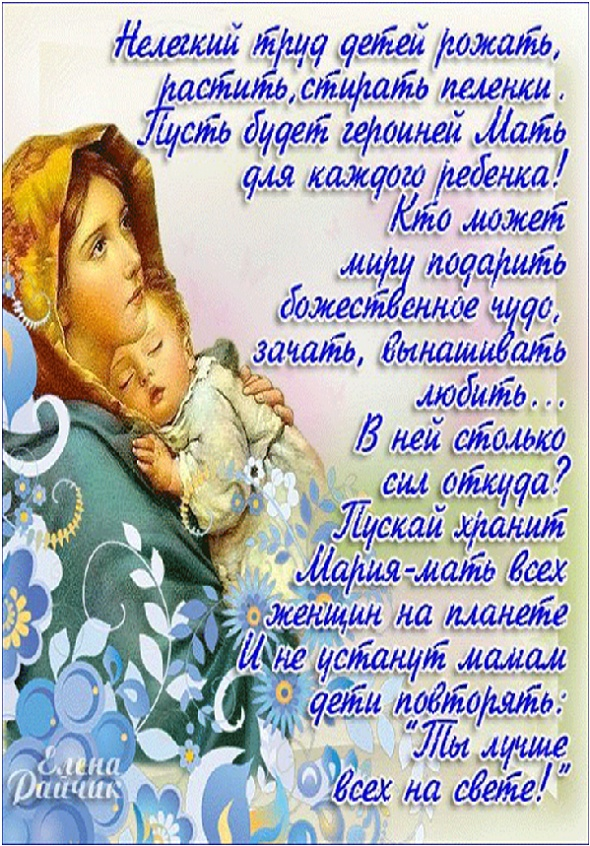 Нелегкий труд детей рожать,
растить,стирать пеленки.
Пусть будет героиней Мать
для каждого ребенка!
Кто может
миру подарить
божественное чудо,
зачать, вынашивать
любить...
В ней столько
сил откуда?
Пускай хранит
Мария-мать всех
женщин на планете
И не устанут мамам
дети повторять:
"Ты лучше
всех на свете!"
Елена
Райчик